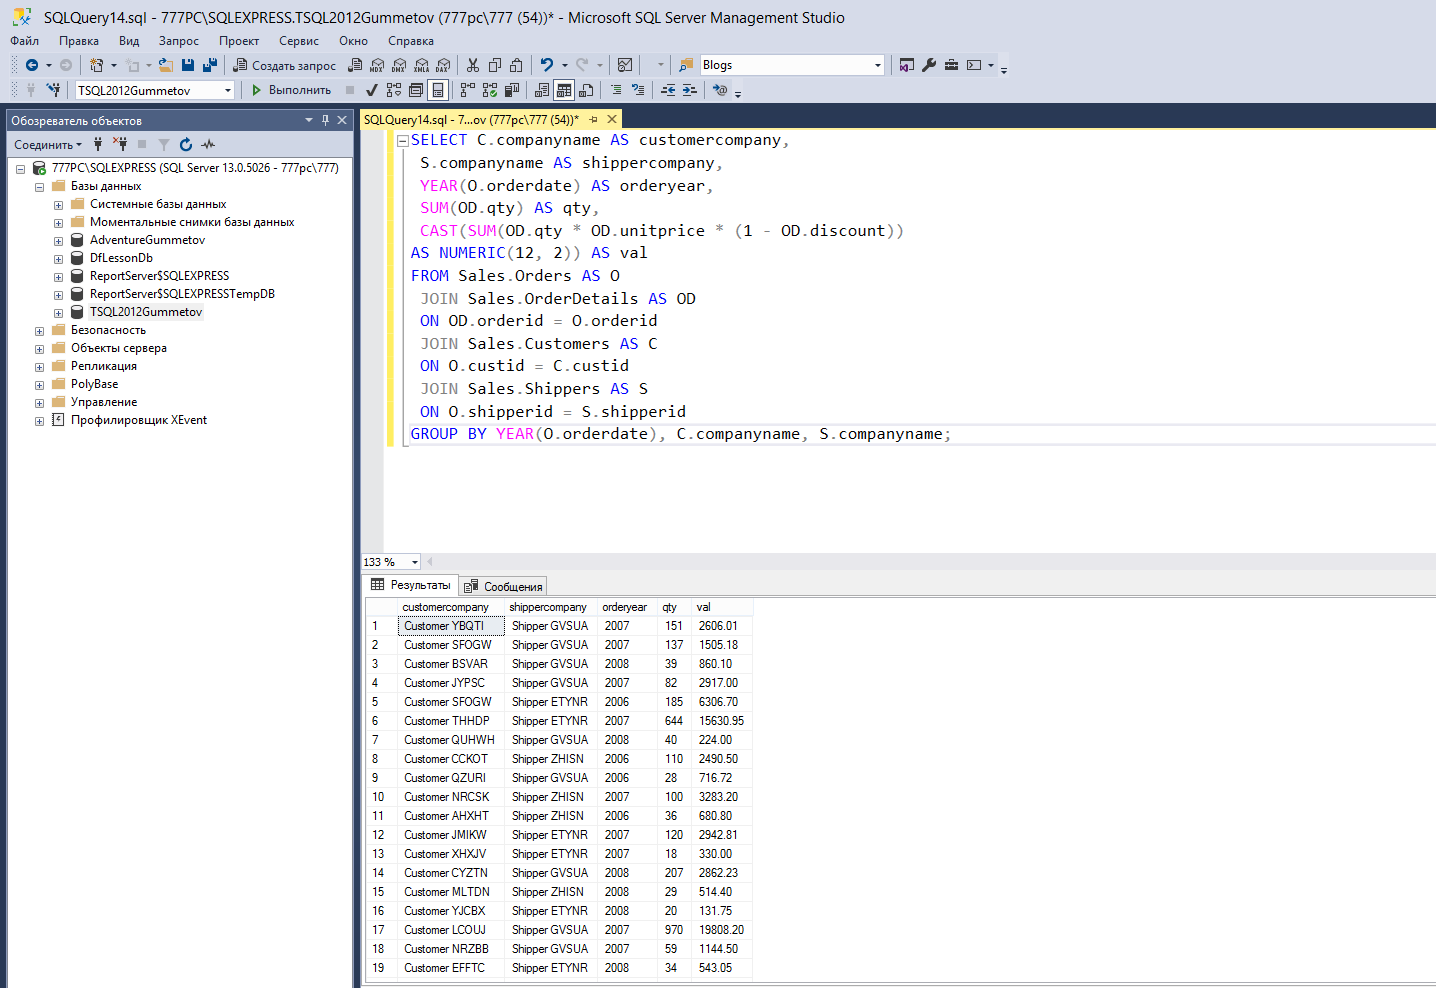 SQLQuery14.sql - 777PC\SQLEXPRESS.TSQL2012Gummetov (777pc\777 (54))* - Microsoft SQL Server Management Studio
Файл Правка Вид Запрос Проект Сервис Окно Справка
Создать запрос MDX DMX XMLA DAX Blogs
TSQL2012Gummetov Выполнить
Обозреватель объектов
Соединить
777PC\SQLEXPRESS (SQL Server 13.0.5026 - 777pc\777)
Базы данных
Системные базы данных
Моментальные снимки базы данных
AdventureGummetov
DfLessonDb
ReportServer$SQLEXPRESS
ReportServer$SQLEXPRESSTempDB
TSQL2012Gummetov
Безопасность
Объекты сервера
Репликация
PolyBase
Управление
Профилировщик XEvent
SQLQuery14.sql - 7...ov (777pc\777 (54))*
SELECT C.companyname AS customercompany,
S.companyname AS shippercompany,
YEAR(O.orderdate) AS orderyear,
SUM(OD.qty) AS qty,
CAST(SUM(OD.qty * OD.unitprice * (1 - OD.discount))
AS NUMERIC(12, 2)) AS val
FROM Sales.Orders AS O
JOIN Sales.OrderDetails AS OD
ON OD.orderid = O.orderid
JOIN Sales.Customers AS C
ON O.custid = C.custid
JOIN Sales.Shippers AS S
ON O.shipperid = S.shipperid
GROUP BY YEAR(O.orderdate), C.companyname, S.companyname;
133 %
Результаты Сообщения
customercompany shippercompany orderyear qty val
1 Customer YBQTI Shipper GVSUA 2007 151 2606.01
2 Customer SFOGW Shipper GVSUA 2007 137 1505.18
3 Customer BSVAR Shipper GVSUA 2008 39 860.10
4 Customer JYPSC Shipper GVSUA 2007 82 2917.00
5 Customer SFOGW Shipper ETYNR 2006 185 6306.70
6 Customer THHDP Shipper ETYNR 2007 644 15630.95
7 Customer QUHWH Shipper GVSUA 2008 40 224.00
8 Customer CCKOT Shipper ZHISN 2006 110 2490.50
9 Customer QZURI Shipper GVSUA 2006 28 716.72
10 Customer NRCSK Shipper ZHISN 2007 100 3283.20
11 Customer AHXHT Shipper ZHISN 2006 36 680.80
12 Customer JMIKW Shipper ETYNR 2007 120 2942.81
13 Customer XHXJV Shipper ETYNR 2007 18 330.00
14 Customer CYZTN Shipper GVSUA 2008 207 2862.23
15 Customer MLTDN Shipper ZHISN 2008 29 514.40
16 Customer YJCBX Shipper ETYNR 2008 20 131.75
17 Customer LCOUJ Shipper GVSUA 2007 970 19808.20
18 Customer NRZBB Shipper GVSUA 2007 59 1144.50
19 Customer EFFTC Shipper ETYNR 2008 34 543.05